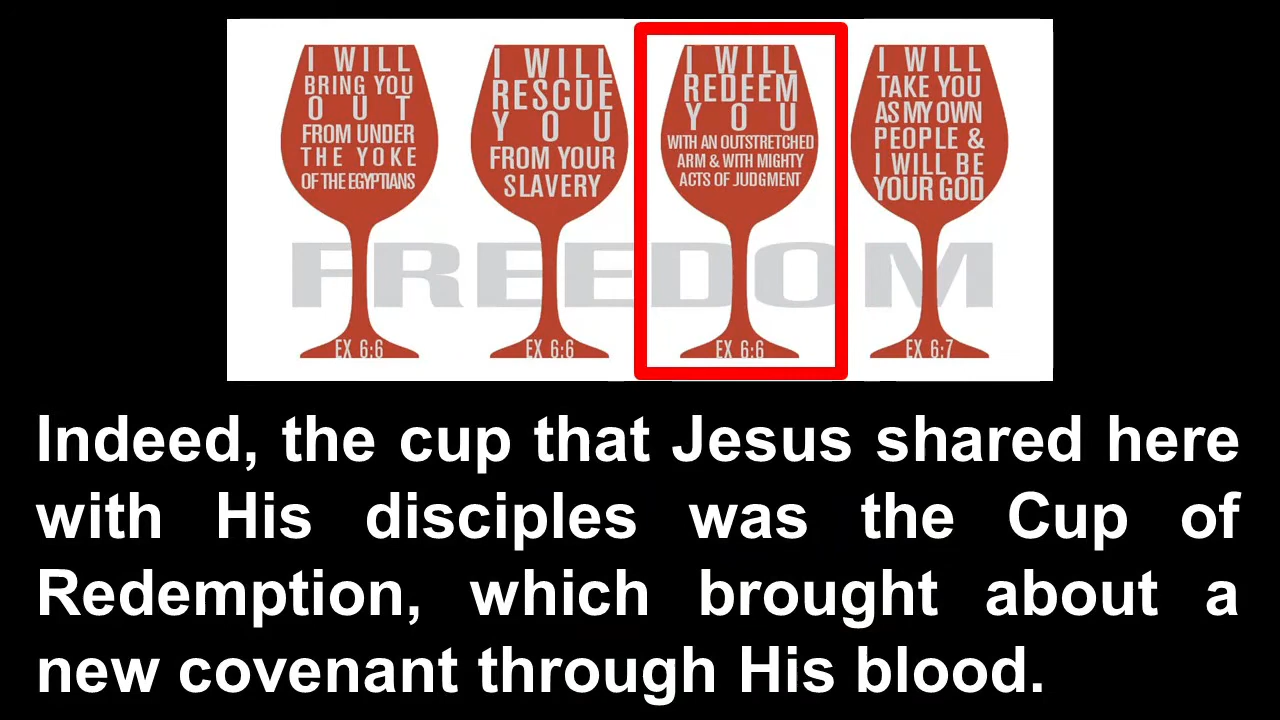 I WILL
BRING YOU
OUT
FROM UNDER
THE YOKE
OF THE EGYPTIANS
EX 6:6
I WILL
RESCUE
YOU
FROM YOUR
SLAVERY
EX 6:6
I WILL
REDEEM
YOU
WITH AN OUTSTRETCHED
ARM & WITH MIGHTY
ACTS OF JUDGMENT
EX 6:6
I WILL
TAKE YOU
AS MY OWN
PEOPLE &
I WILL BE
YOUR GOD
EX 6:7
FREEDOM
Indeed, the cup that Jesus shared here
with His disciples was the Cup of
Redemption, which brought about a
new covenant through His blood.